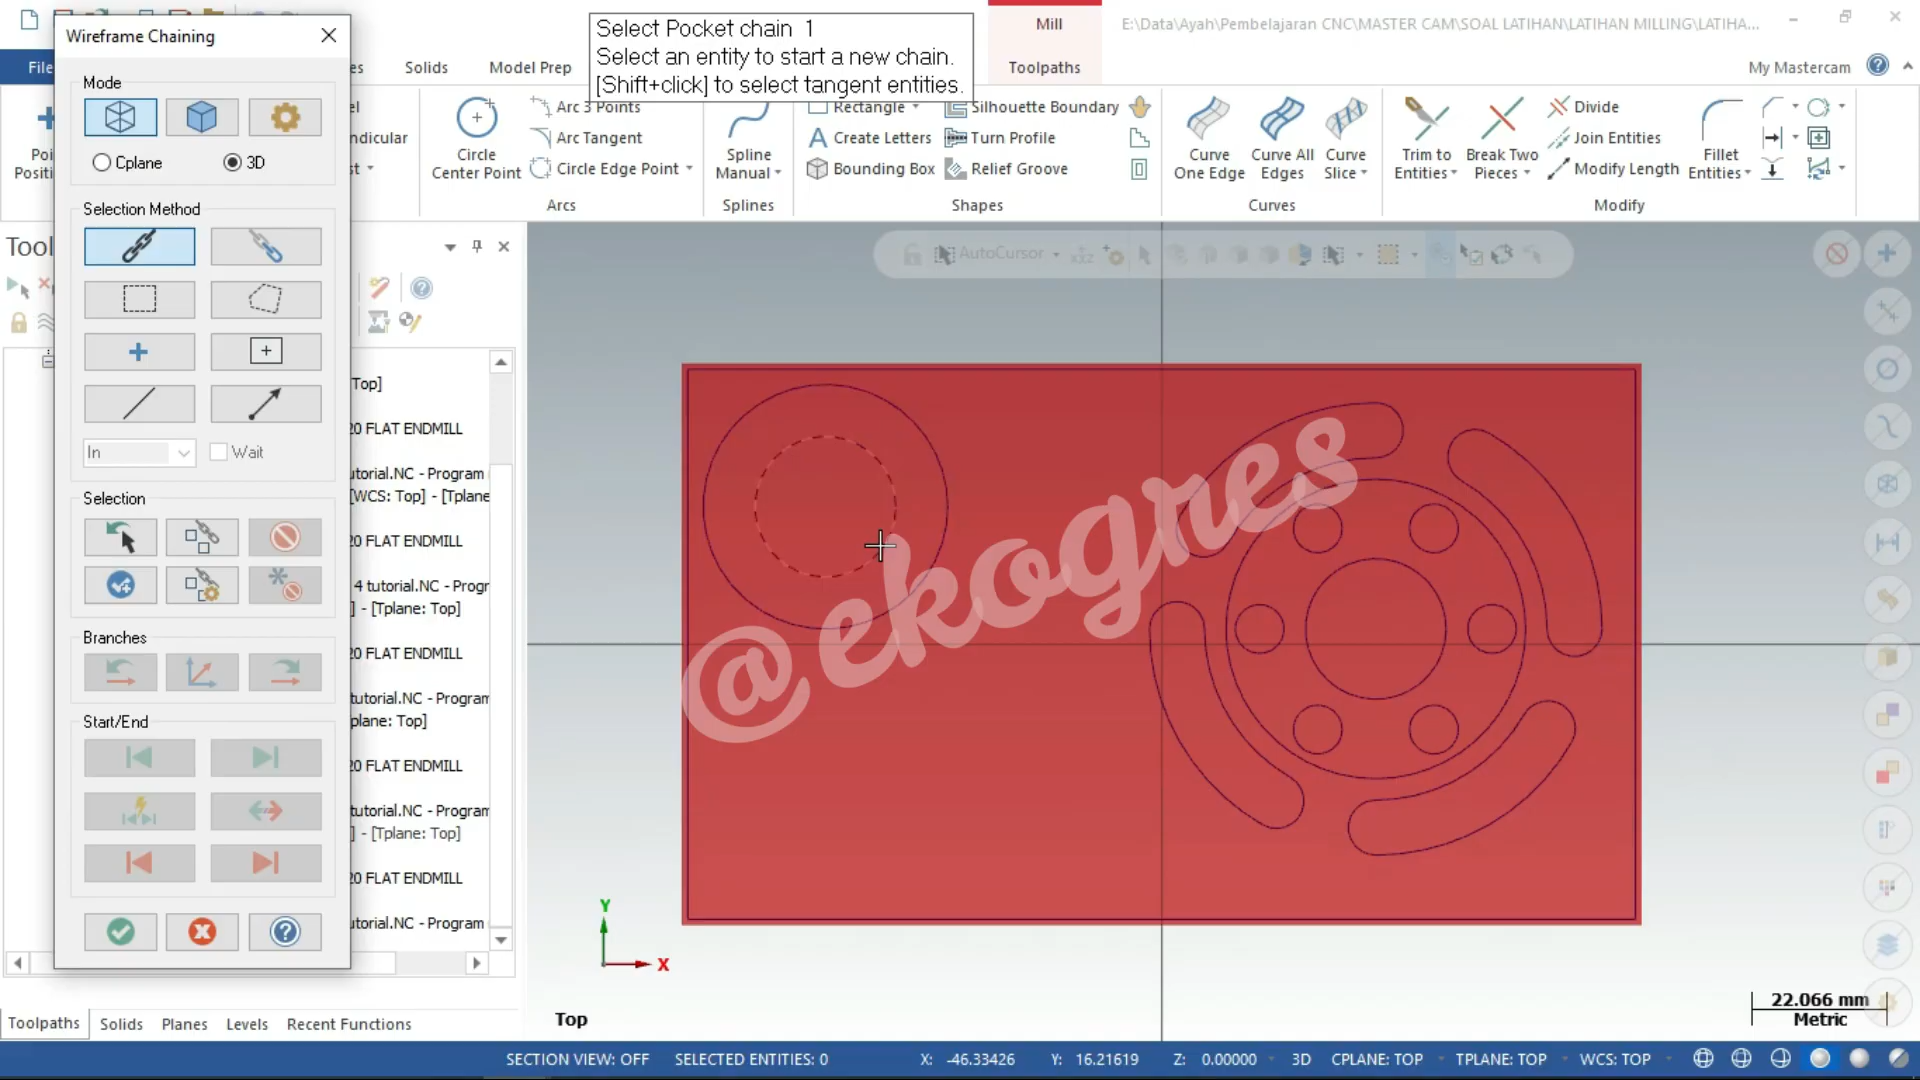 Wireframe Chaining
Mode
Cplane
3D
Selection Method
In
Wait
Selection
Branches
Start/End
Select Pocket chain 1
Select an entity to start a new chain.
[Shift+click] to select tangent entities.
Mill
Toolpaths
E:\Data\Ayah\Pembelajaran CNC\MASTER CAM\SOAL LATIHAN\LATIHAN MILLING\LATIHA...
File
es
Solids
Model Prep
My Mastercam
Poi
Positi
el
ndicular
st
Circle
Center Point
Arc 3 Points
Arc Tangent
Circle Edge Point
Arcs
Spline
Manual
Splines
Rectangle
Create Letters
Bounding Box
Silhouette Boundary
Turn Profile
Relief Groove
Shapes
Curve
One Edge
Curve All
Edges
Curve
Slice
Curves
Trim to
Entities
Break Two
Pieces
Divide
Join Entities
Modify Length
Fillet
Entities
Modify
Tool
AutoCursor
Top]
20 FLAT ENDMILL
utorial.NC - Program
[WCS: Top] - [Tplane
20 FLAT ENDMILL
4 tutorial.NC - Progr
] - [Tplane: Top]
20 FLAT ENDMILL
tutorial.NC - Program
plane: Top]
20 FLAT ENDMILL
tutorial.NC - Program
] - [Tplane: Top]
20 FLAT ENDMILL
utorial.NC - Program
@ekogres
Y
X
Top
22.066 mm
Metric
Toolpaths
Solids
Planes
Levels
Recent Functions
SECTION VIEW: OFF
SELECTED ENTITIES: 0
X: -46.33426
Y: 16.21619
Z: 0.00000
3D
CPLANE: TOP
TPLANE: TOP
WCS: TOP